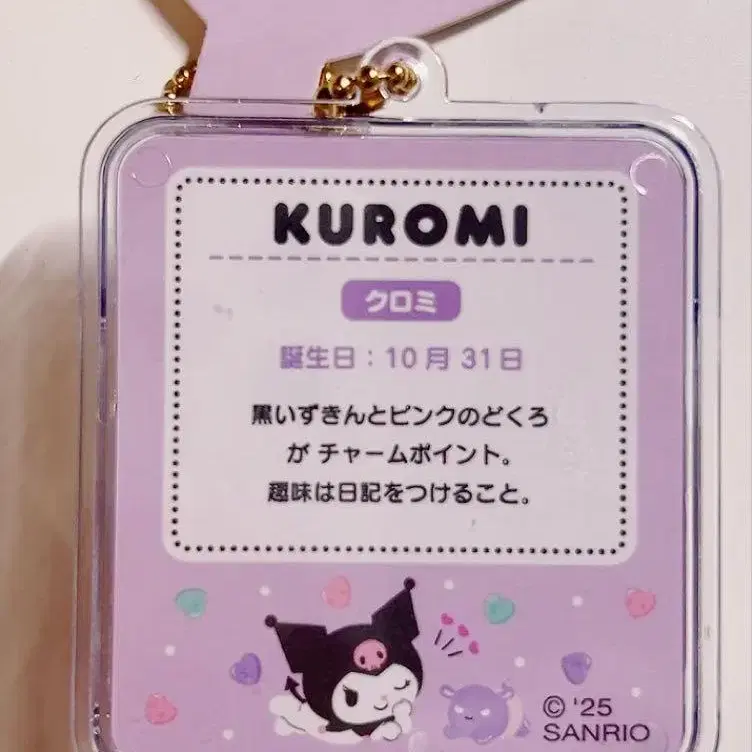 KUROMI
クロミ
誕生日：10月31日
黒いずきんとピンクのどくろ
が チャームポイント。
趣味は日記をつけること。
© '25
SANRIO